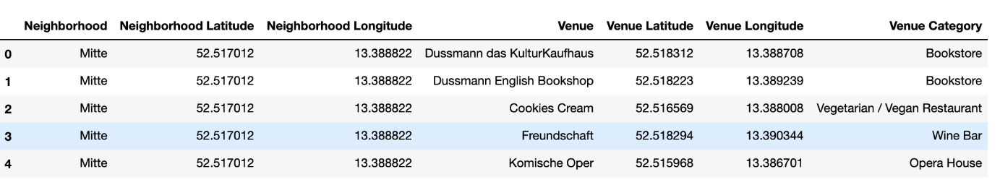 Neighborhood Neighborhood Latitude Neighborhood Longitude Venue Venue Latitude Venue Longitude Venue Category
0 Mitte 52.517012 13.388822 Dussmann das KulturKaufhaus 52.518312 13.388708 Bookstore
1 Mitte 52.517012 13.388822 Dussmann English Bookshop 52.518223 13.389239 Bookstore
2 Mitte 52.517012 13.388822 Cookies Cream 52.516569 13.388008 Vegetarian / Vegan Restaurant
3 Mitte 52.517012 13.388822 Freundschaft 52.518294 13.390344 Wine Bar
4 Mitte 52.517012 13.388822 Komische Oper 52.515968 13.386701 Opera House